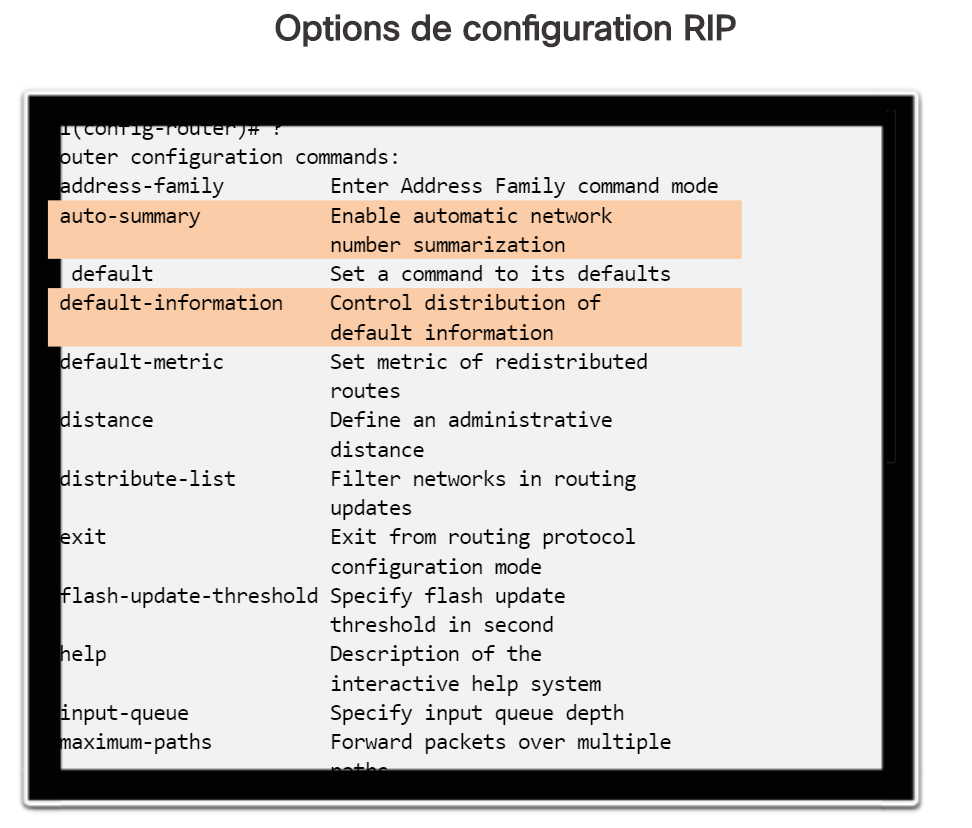 Options de configuration RIP
1(config-router)# ?
outer configuration commands:
address-family Enter Address Family command mode
auto-summary Enable automatic network
number summarization
default Set a command to its defaults
default-information Control distribution of
default information
default-metric Set metric of redistributed
routes
distance Define an administrative
distance
distribute-list Filter networks in routing
updates
exit Exit from routing protocol
configuration mode
flash-update-threshold Specify flash update
threshold in second
help Description of the
interactive help system
input-queue Specify input queue depth
maximum-paths Forward packets over multiple
paths